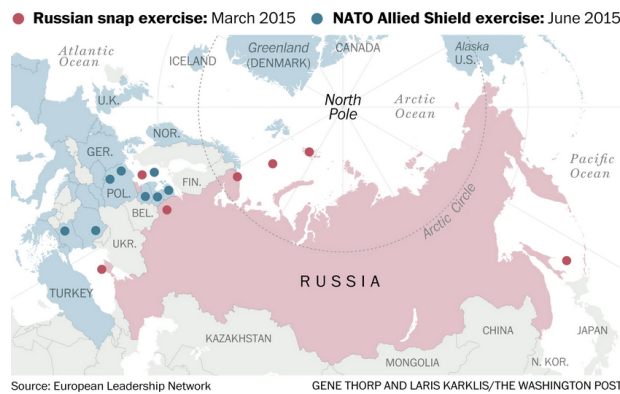 Russian snap exercise: March 2015 NATO Allied Shield exercise: June 2015
Atlantic
Ocean
ICELAND
Greenland
(DENMARK)
CANADA
Alaska
U.S.
U.K.
North
Pole
Arctic
Ocean
NOR.
GER.
Pacific
Ocean
POL.
FIN.
BEL.
Arctic Circle
UKR.
RUSSIA
TURKEY
KAZAKHSTAN
CHINA
JAPAN
MONGOLIA
N. KOR.
Source: European Leadership Network
GENE THORP AND LARIS KARKLIS/THE WASHINGTON POST